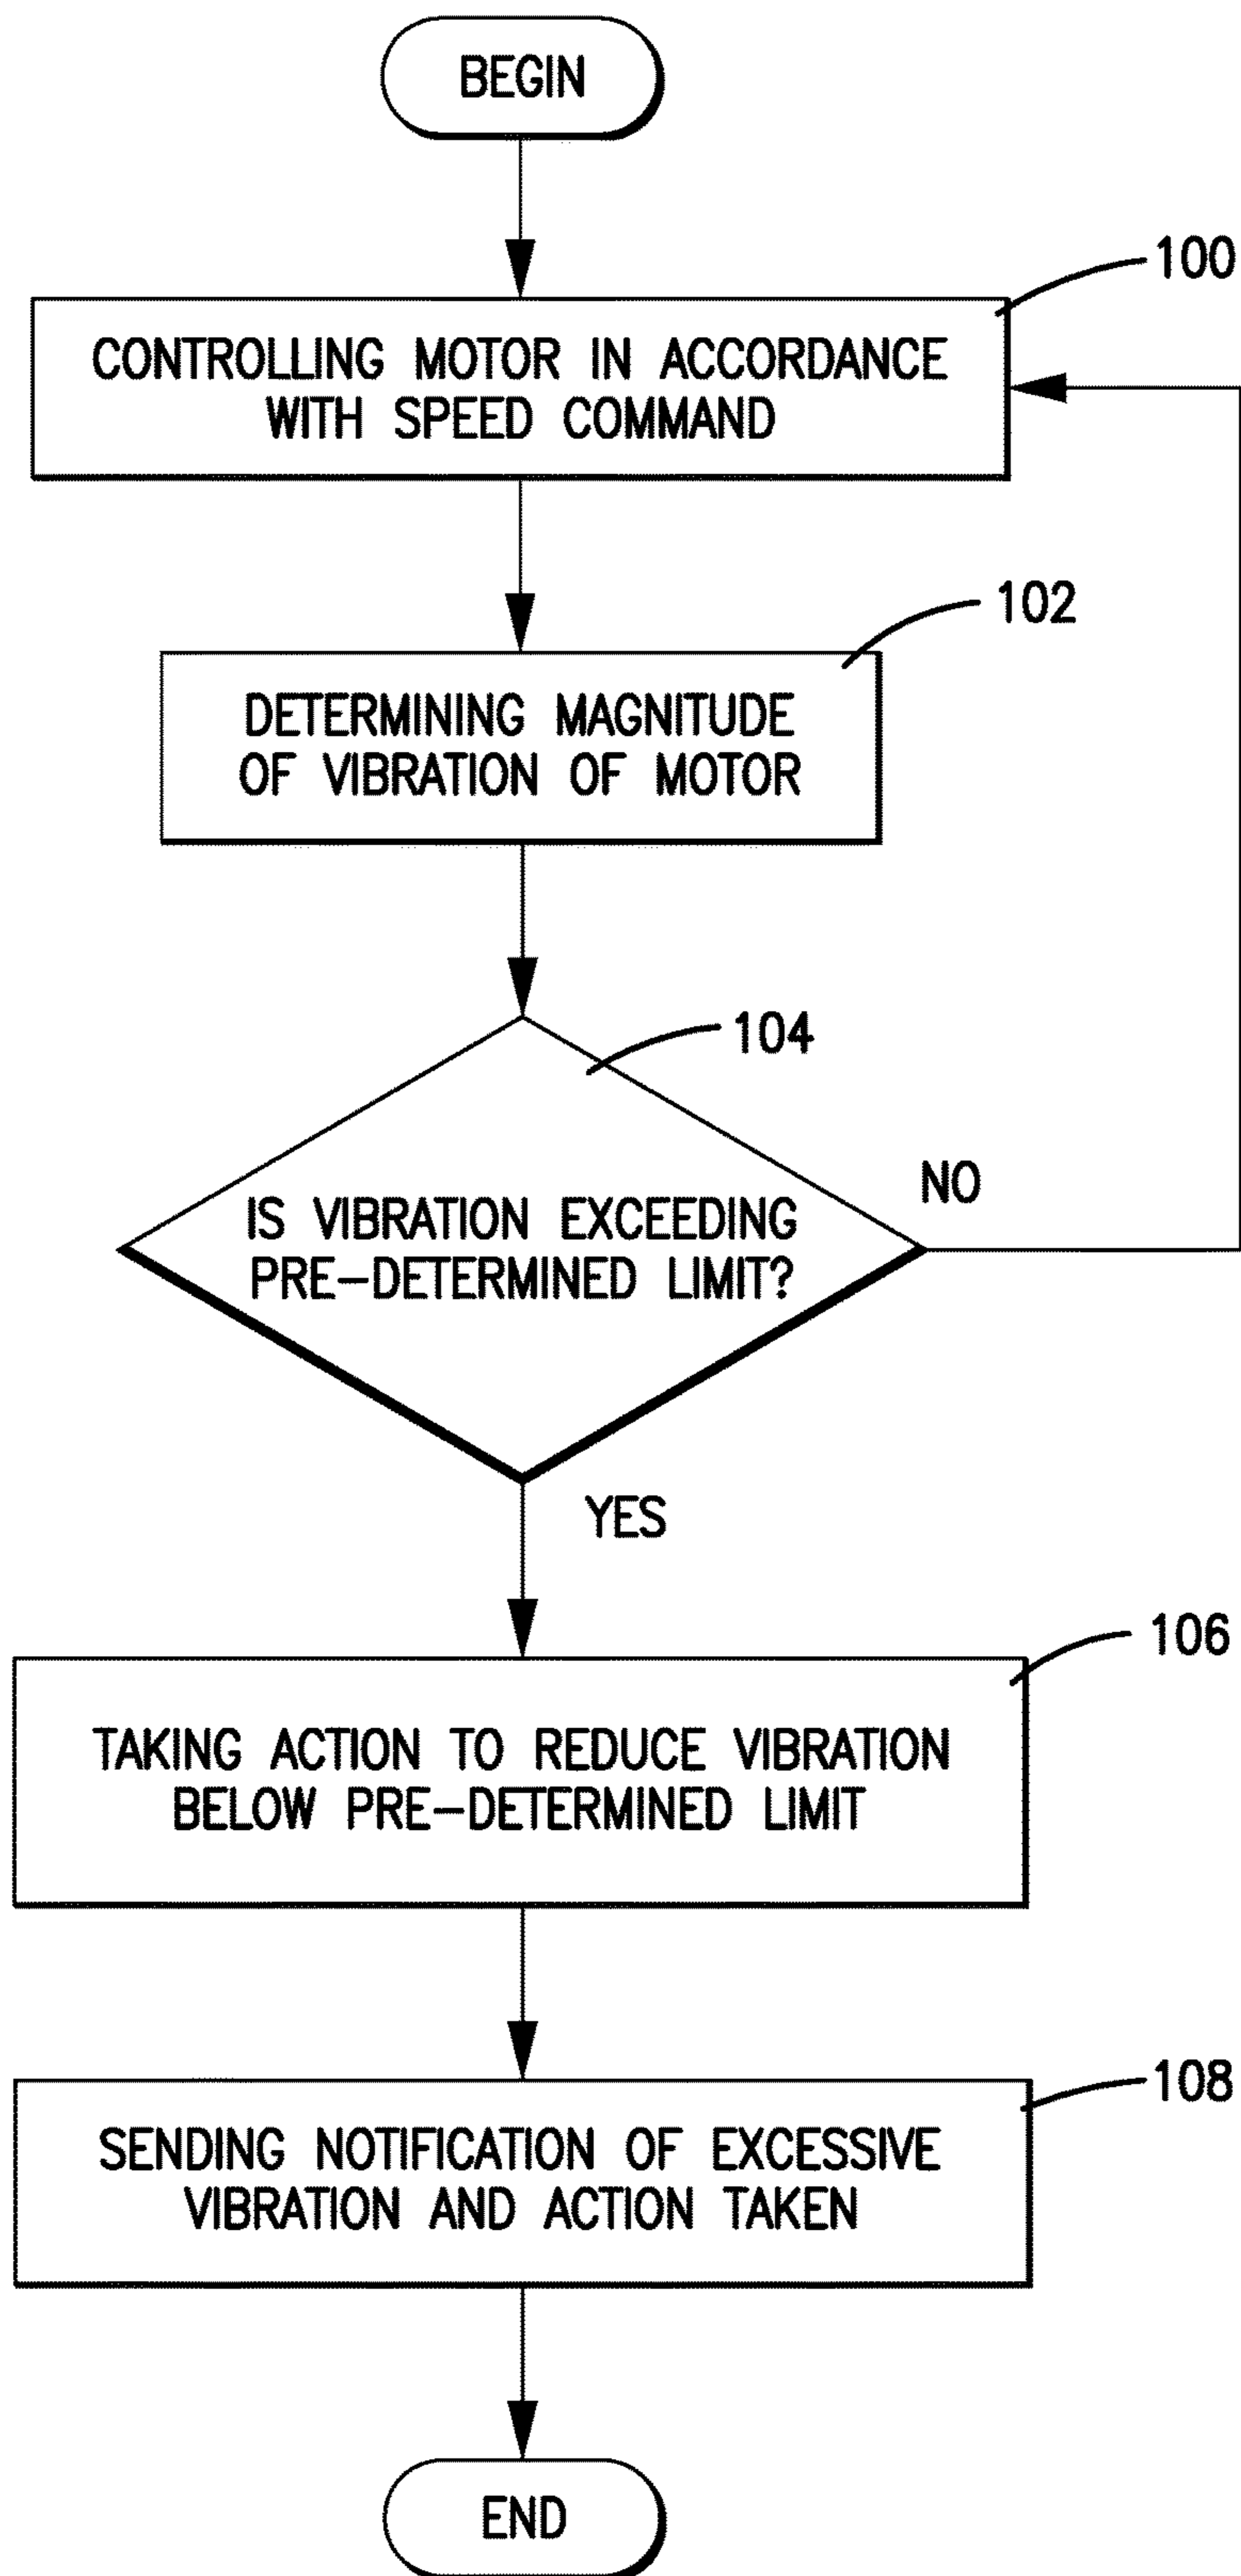 BEGIN
100
CONTROLLING MOTOR IN ACCORDANCE
WITH SPEED COMMAND
102
DETERMINING MAGNITUDE
OF VIBRATION OF MOTOR
104
IS VIBRATION EXCEEDING
PRE-DETERMINED LIMIT?
NO
YES
106
TAKING ACTION TO REDUCE VIBRATION
BELOW PRE-DETERMINED LIMIT
108
SENDING NOTIFICATION OF EXCESSIVE
VIBRATION AND ACTION TAKEN
END